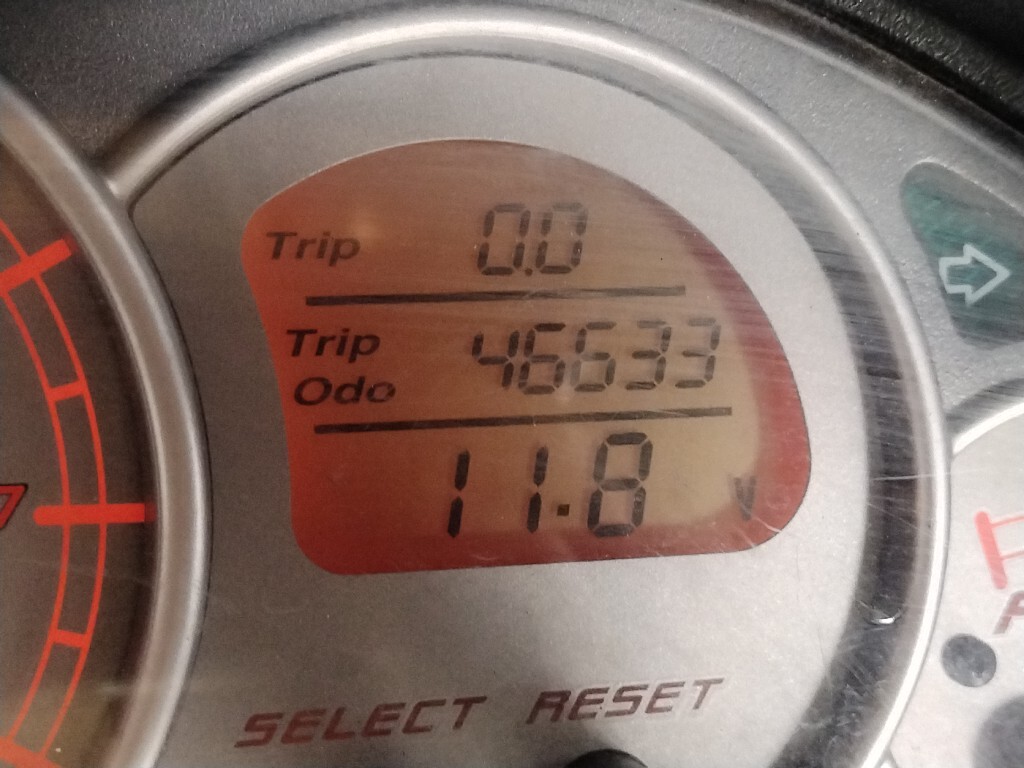 Trip 0.0
Trip
Odo 46633
11.8 V
SELECT RESET